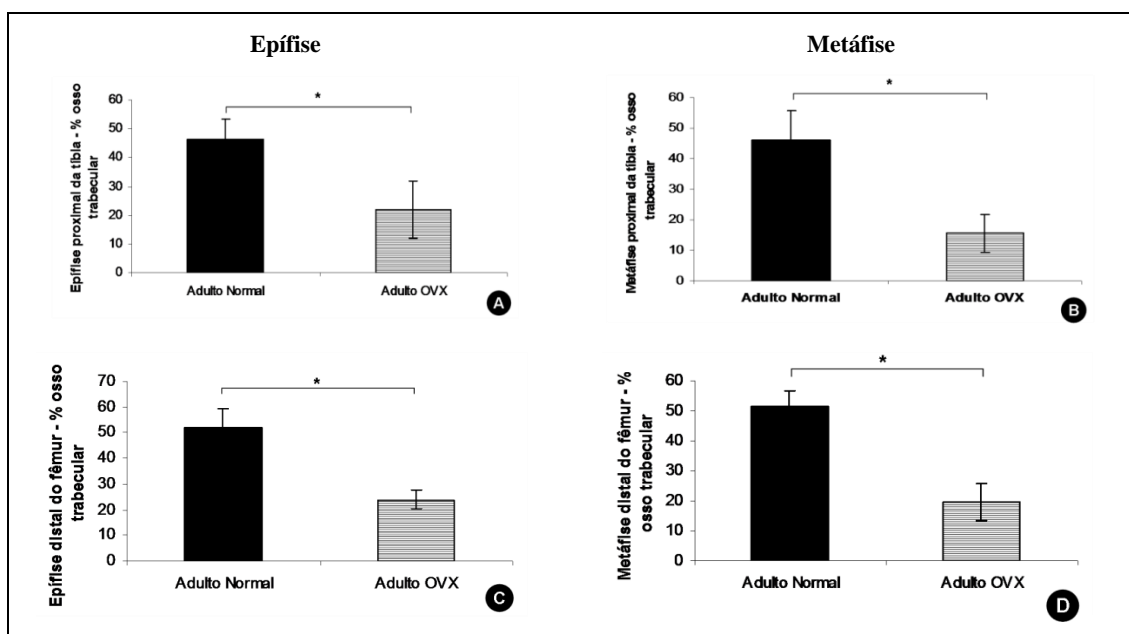 Epífise
Metáfise
*
Epífise proximal da tíbia - % osso
trabecular
60
50
40
30
20
10
0
Adulto Normal
Adulto OVX
A
*
Metáfise proximal da tíbia - % osso
trabecular
60
50
40
30
20
10
0
Adulto Normal
Adulto OVX
B
*
Epífise distal do fêmur - % osso
trabecular
70
60
50
40
30
20
10
0
Adulto Normal
Adulto OVX
C
*
Metáfise distal do fêmur - %
osso trabecular
60
50
40
30
20
10
0
Adulto Normal
Adulto OVX
D